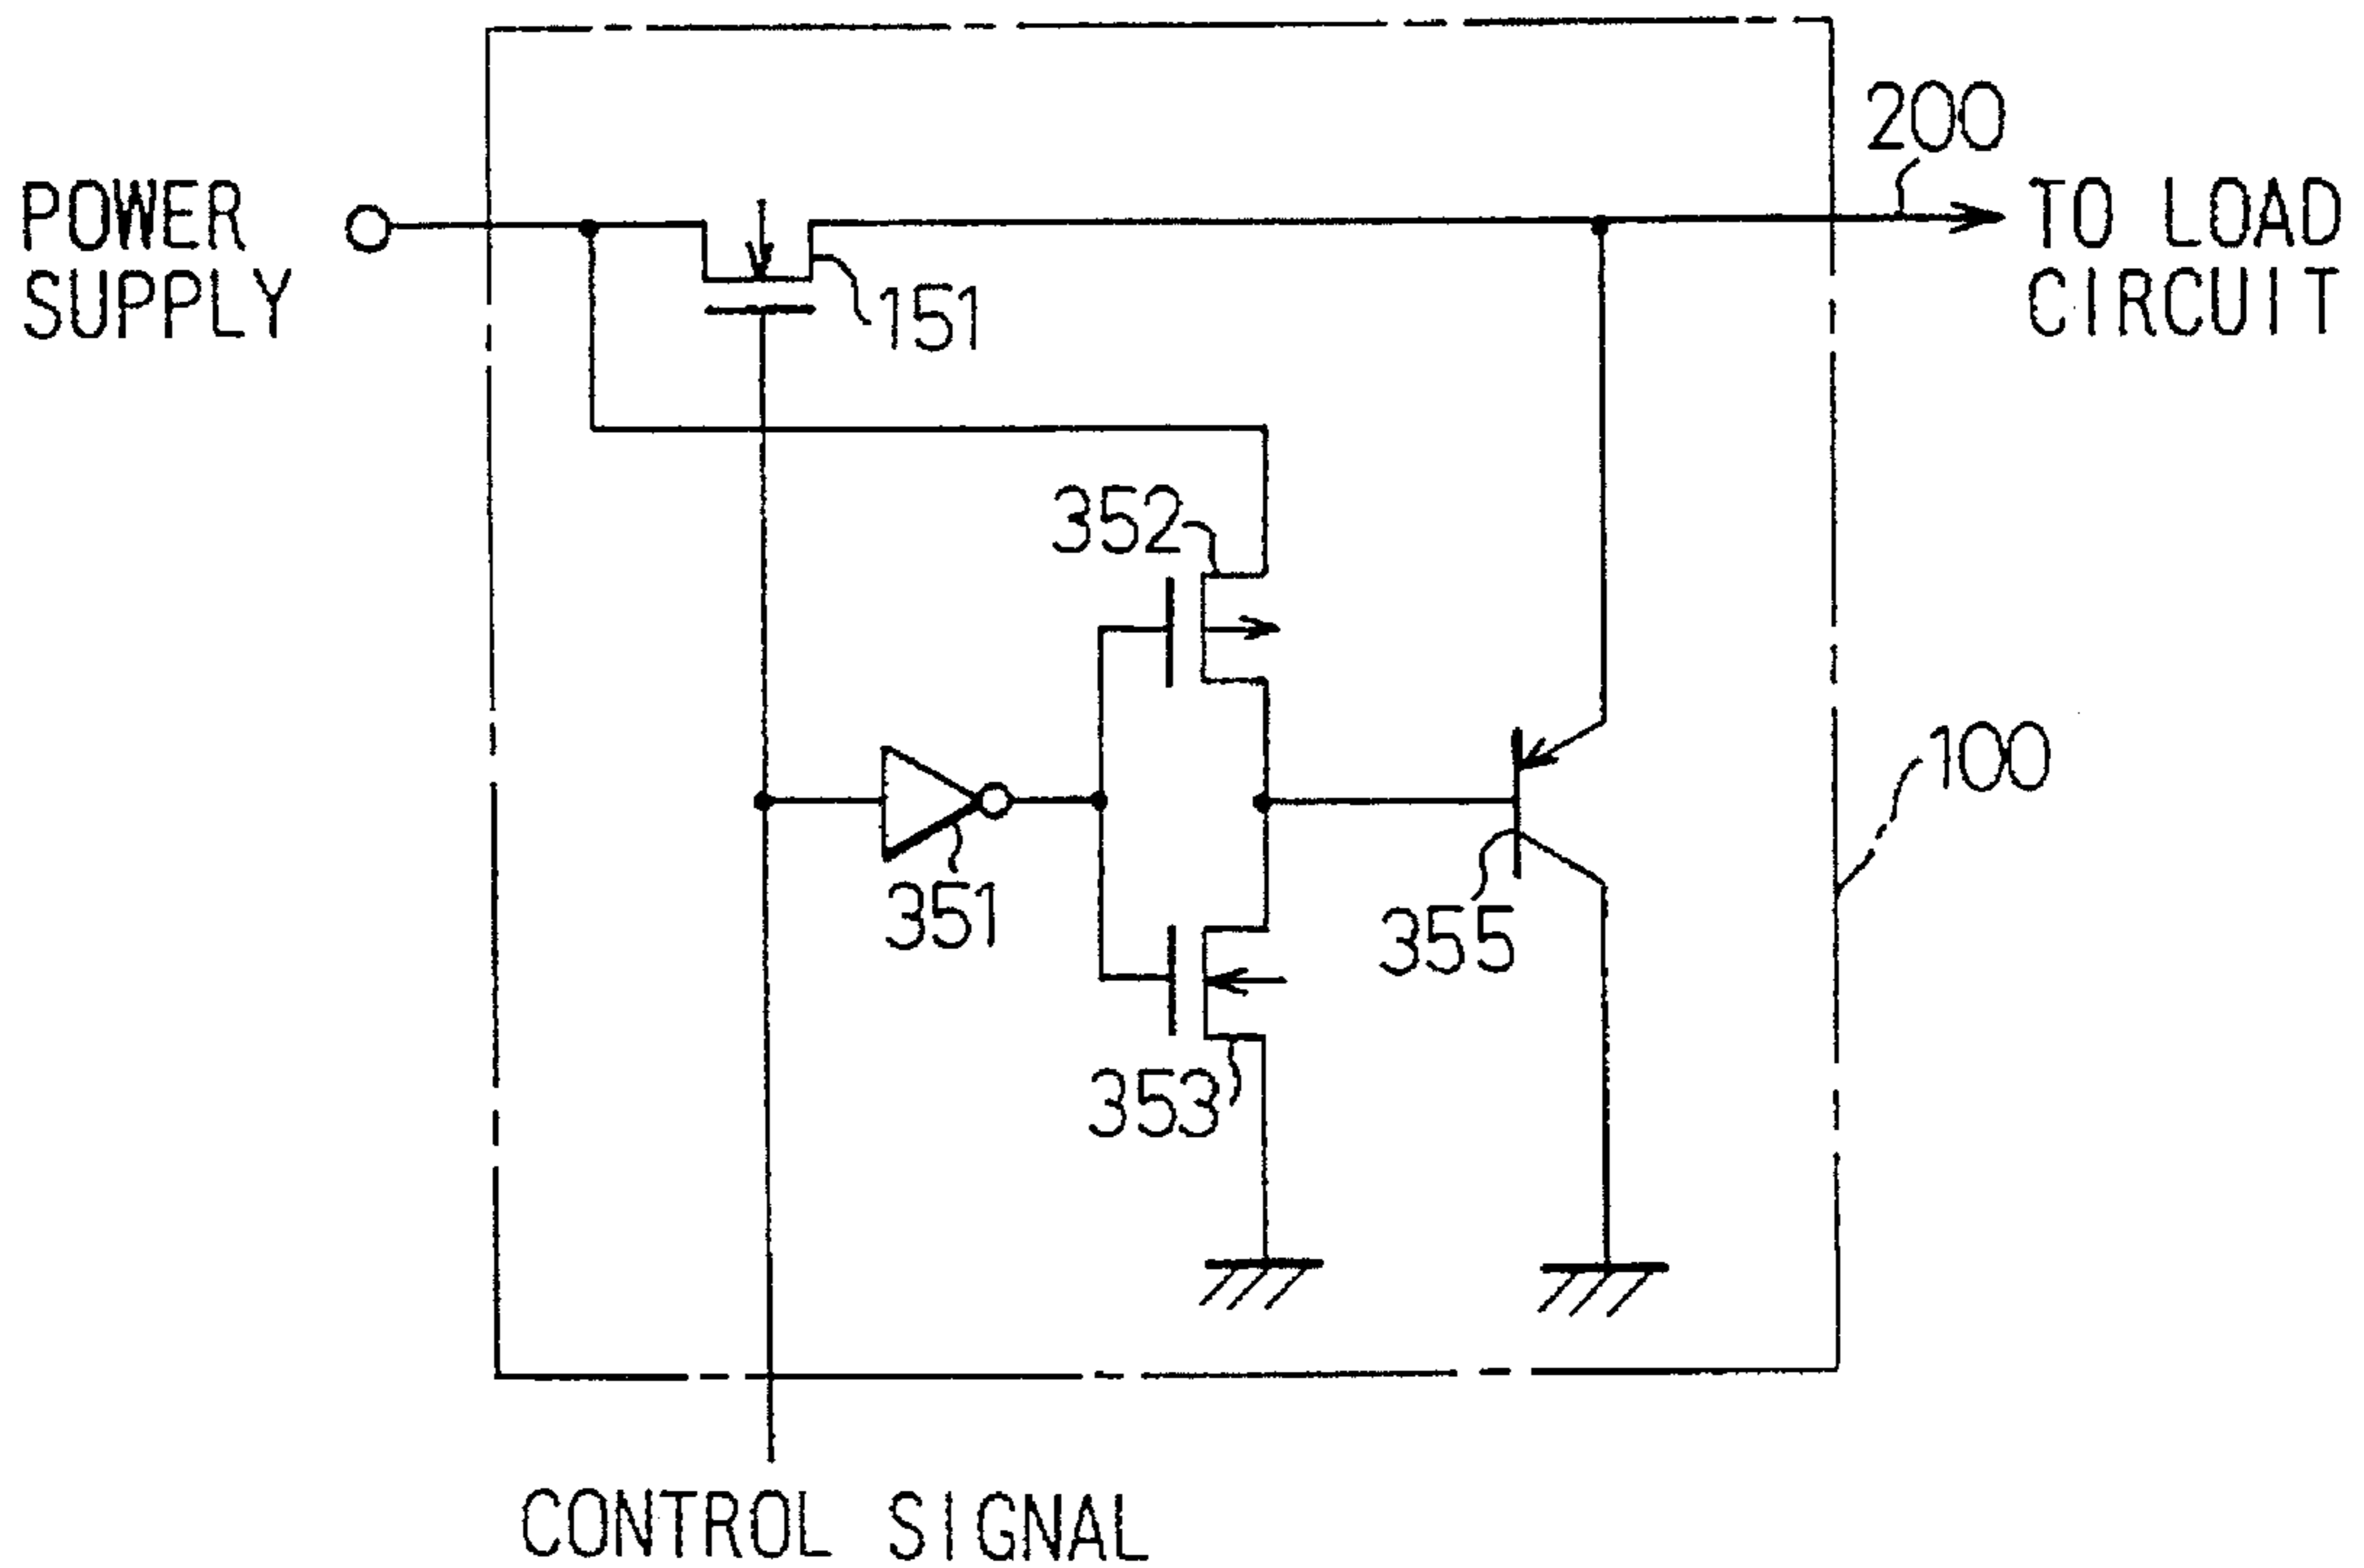 200
POWER
SUPPLY
TO LOAD
CIRCUIT
151
352
100
351
355
353
CONTROL SIGNAL